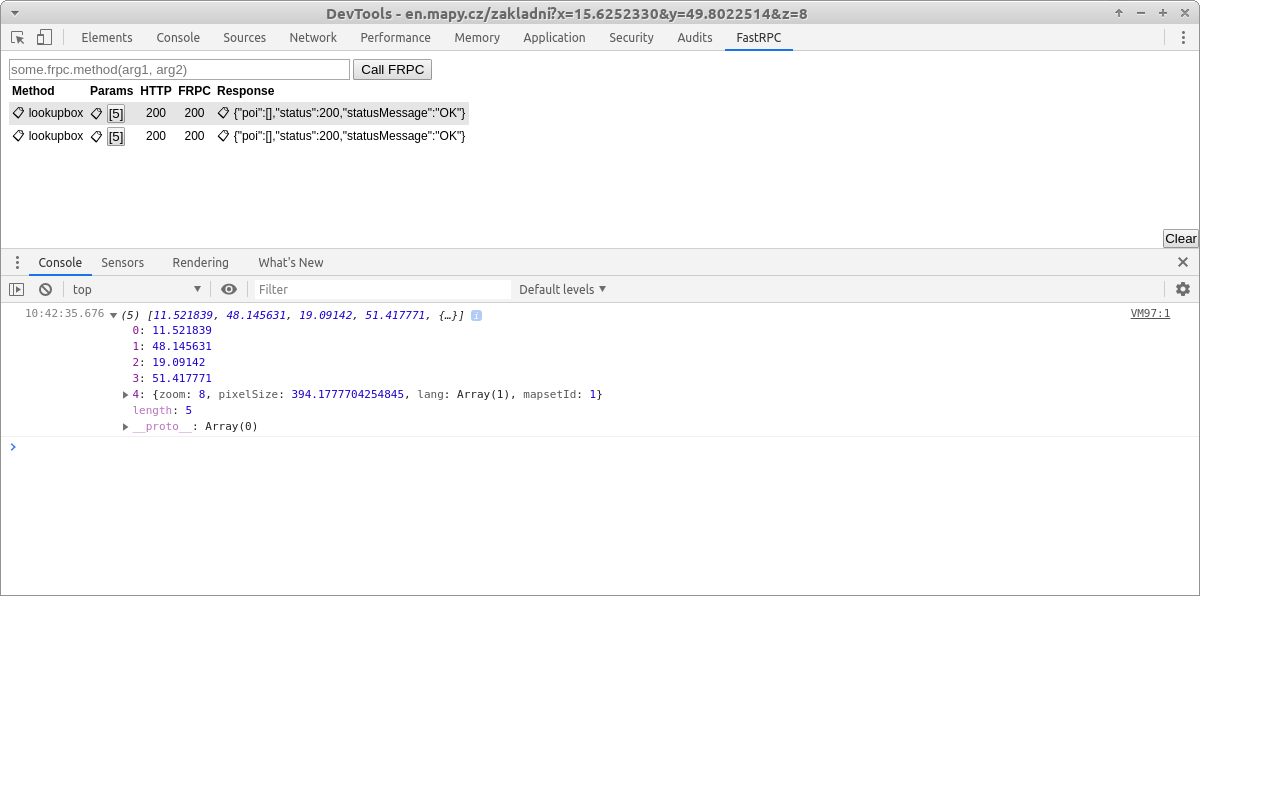 DevTools - en.mapy.cz/zakladni?x=15.6252330&y=49.8022514&z=8
Elements Console Sources Network Performance Memory Application Security Audits FastRPC
some.frpc.method(arg1, arg2) Call FRPC
Method Params HTTP FRPC Response
lookupbox [5] 200 200 {"poi":[],"status":200,"statusMessage":"OK"}
lookupbox [5] 200 200 {"poi":[],"status":200,"statusMessage":"OK"}
Clear
Console Sensors Rendering What's New
top Filter Default levels
10:42:35.676 (5) [11.521839, 48.145631, 19.09142, 51.417771, {…}] i VM97:1
0: 11.521839
1: 48.145631
2: 19.09142
3: 51.417771
4: {zoom: 8, pixelSize: 394.1777704254845, lang: Array(1), mapsetId: 1}
length: 5
__proto__: Array(0)